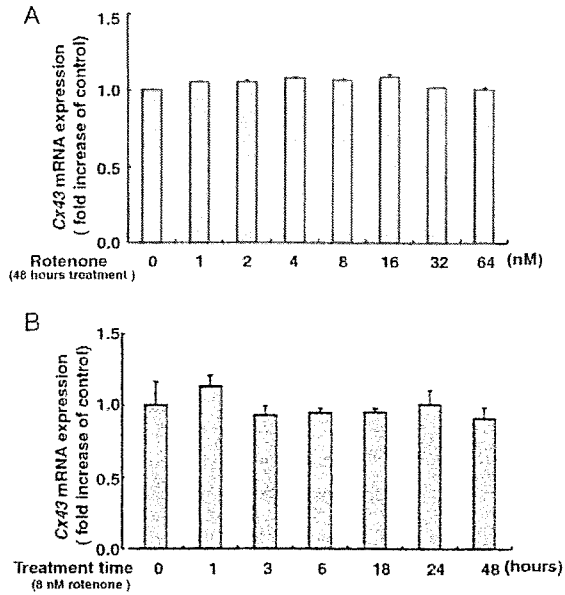 A
1.5
1.0
0.5
0.0
Cx43 mRNA expression
( fold increase of control)
Rotenone
(48 hours treatment )
0 1 2 4 8 16 32 64 (nM)
B
1.5
1.0
0.5
0.0
Cx43 mRNA expression
( fold increase of control)
Treatment time
(8 nM rotenone )
0 1 3 6 18 24 48 (hours)